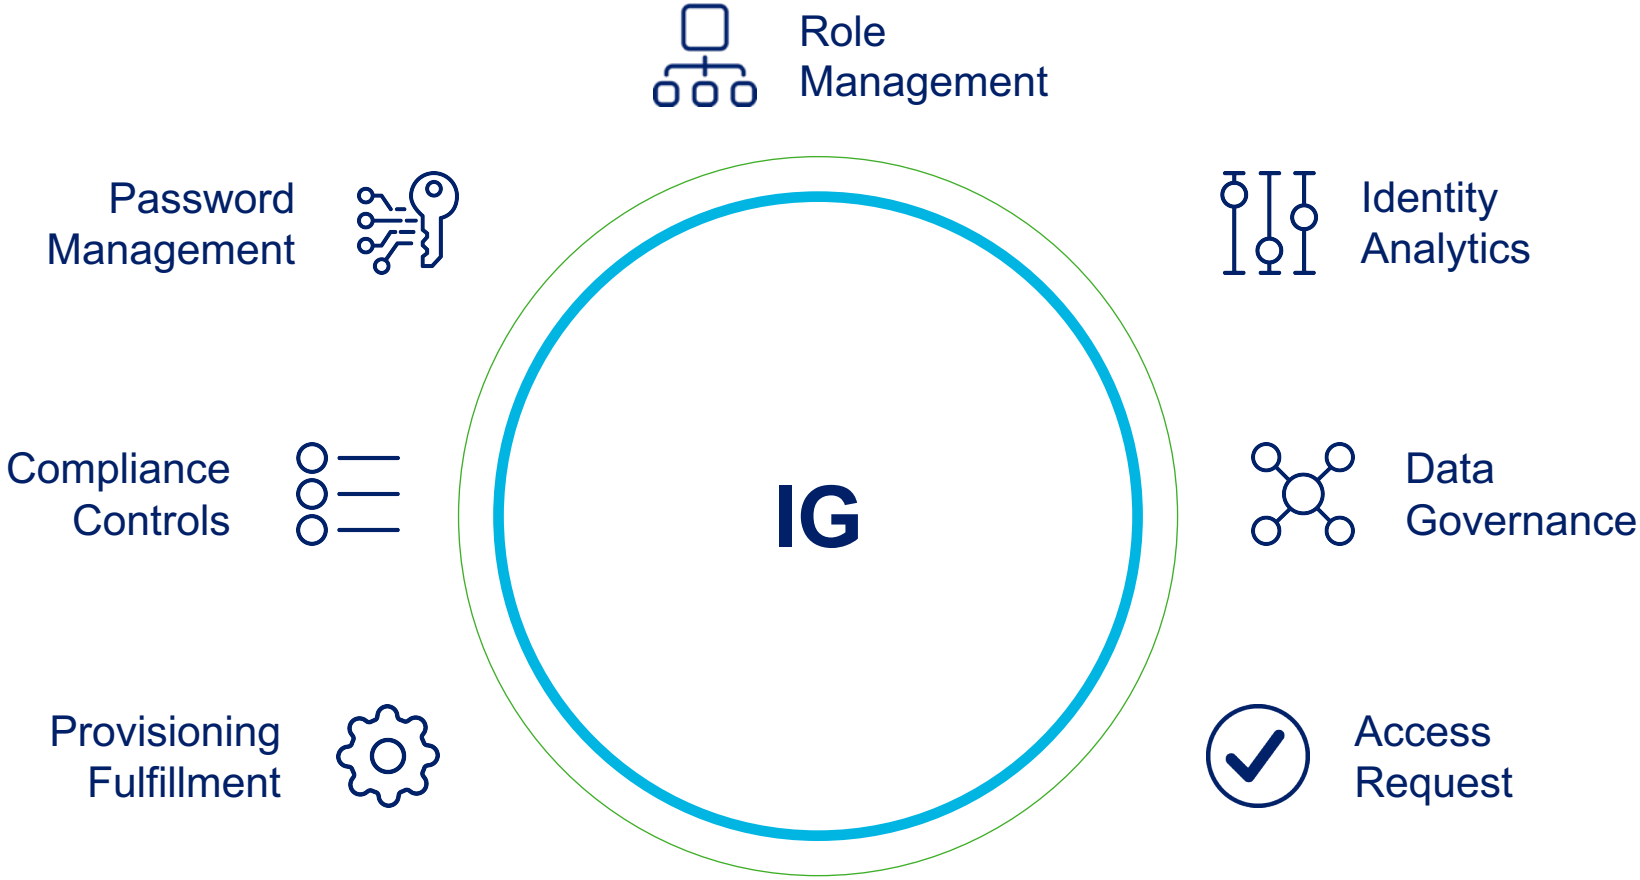 Role
Management
Password
Management
Identity
Analytics
Compliance
Controls
IG
Data
Governance
Provisioning
Fulfillment
Access
Request